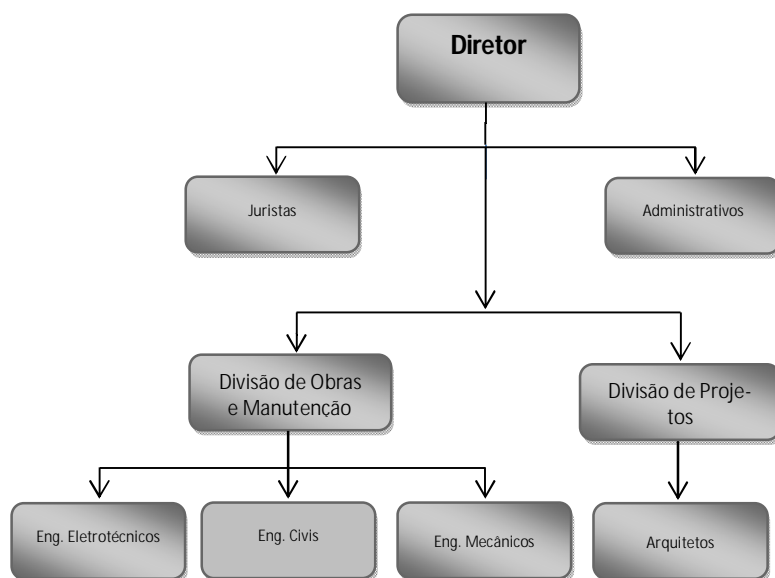 Diretor
Juristas
Administrativos
Divisão de Obras
e Manutenção
Divisão de Proje-
tos
Eng. Eletrotécnicos
Eng. Civis
Eng. Mecânicos
Arquitetos